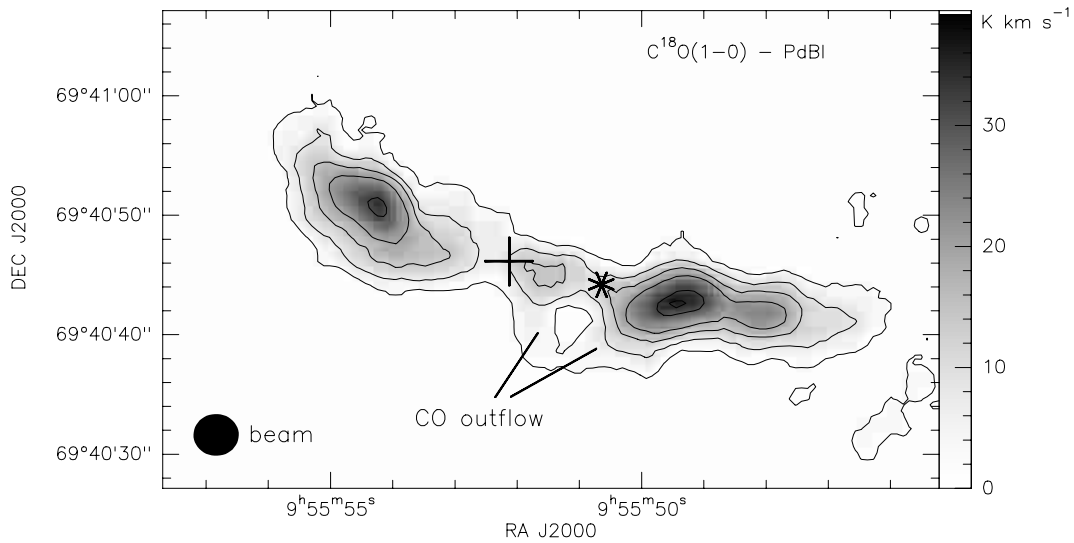 K km s⁻¹
C¹⁸O(1−0) − PdBI
69°41'00''
69°40'50''
69°40'40''
69°40'30''
DEC J2000
30
20
10
0
CO outflow
beam
9ʰ55ᵐ55ˢ
9ʰ55ᵐ50ˢ
RA J2000